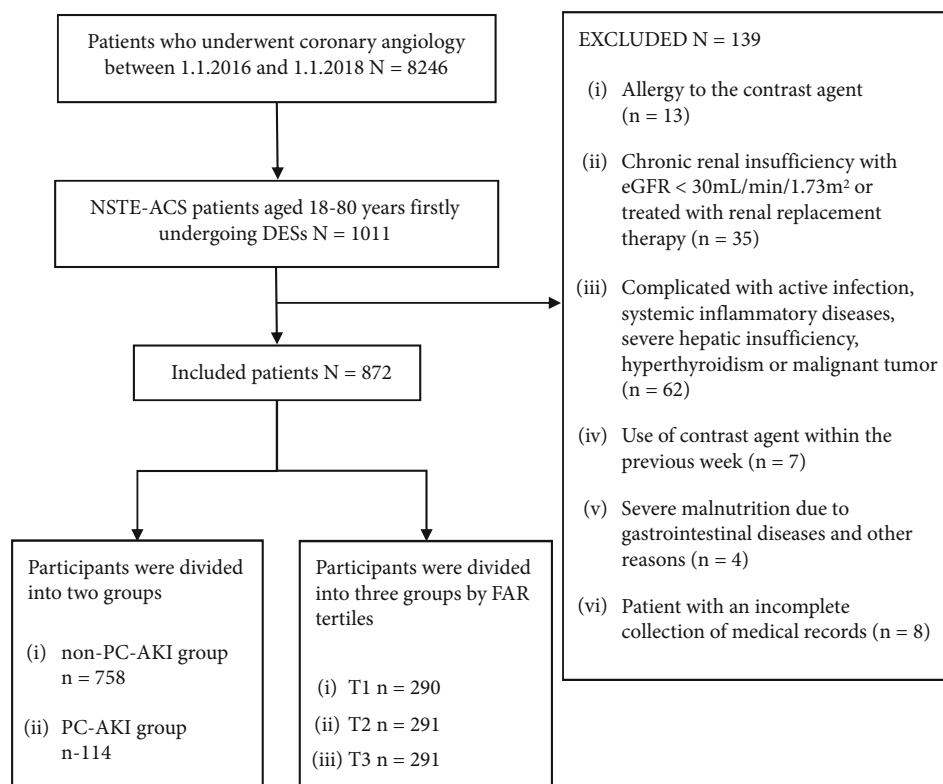 Patients who underwent coronary angiology
between 1.1.2016 and 1.1.2018 N = 8246
NSTE-ACS patients aged 18-80 years firstly
undergoing DESs N = 1011
EXCLUDED N = 139
(i) Allergy to the contrast agent
(n = 13)
(ii) Chronic renal insufficiency with
eGFR < 30mL/min/1.73m² or
treated with renal replacement
therapy (n = 35)
(iii) Complicated with active infection,
systemic inflammatory diseases,
severe hepatic insufficiency,
hyperthyroidism or malignant tumor
(n = 62)
(iv) Use of contrast agent within the
previous week (n = 7)
(v) Severe malnutrition due to
gastrointestinal diseases and other
reasons (n = 4)
(vi) Patient with an incomplete
collection of medical records (n = 8)
Included patients N = 872
Participants were divided
into two groups
(i) non-PC-AKI group
n = 758
(ii) PC-AKI group
n-114
Participants were divided
into three groups by FAR
tertiles
(i) T1 n = 290
(ii) T2 n = 291
(iii) T3 n = 291